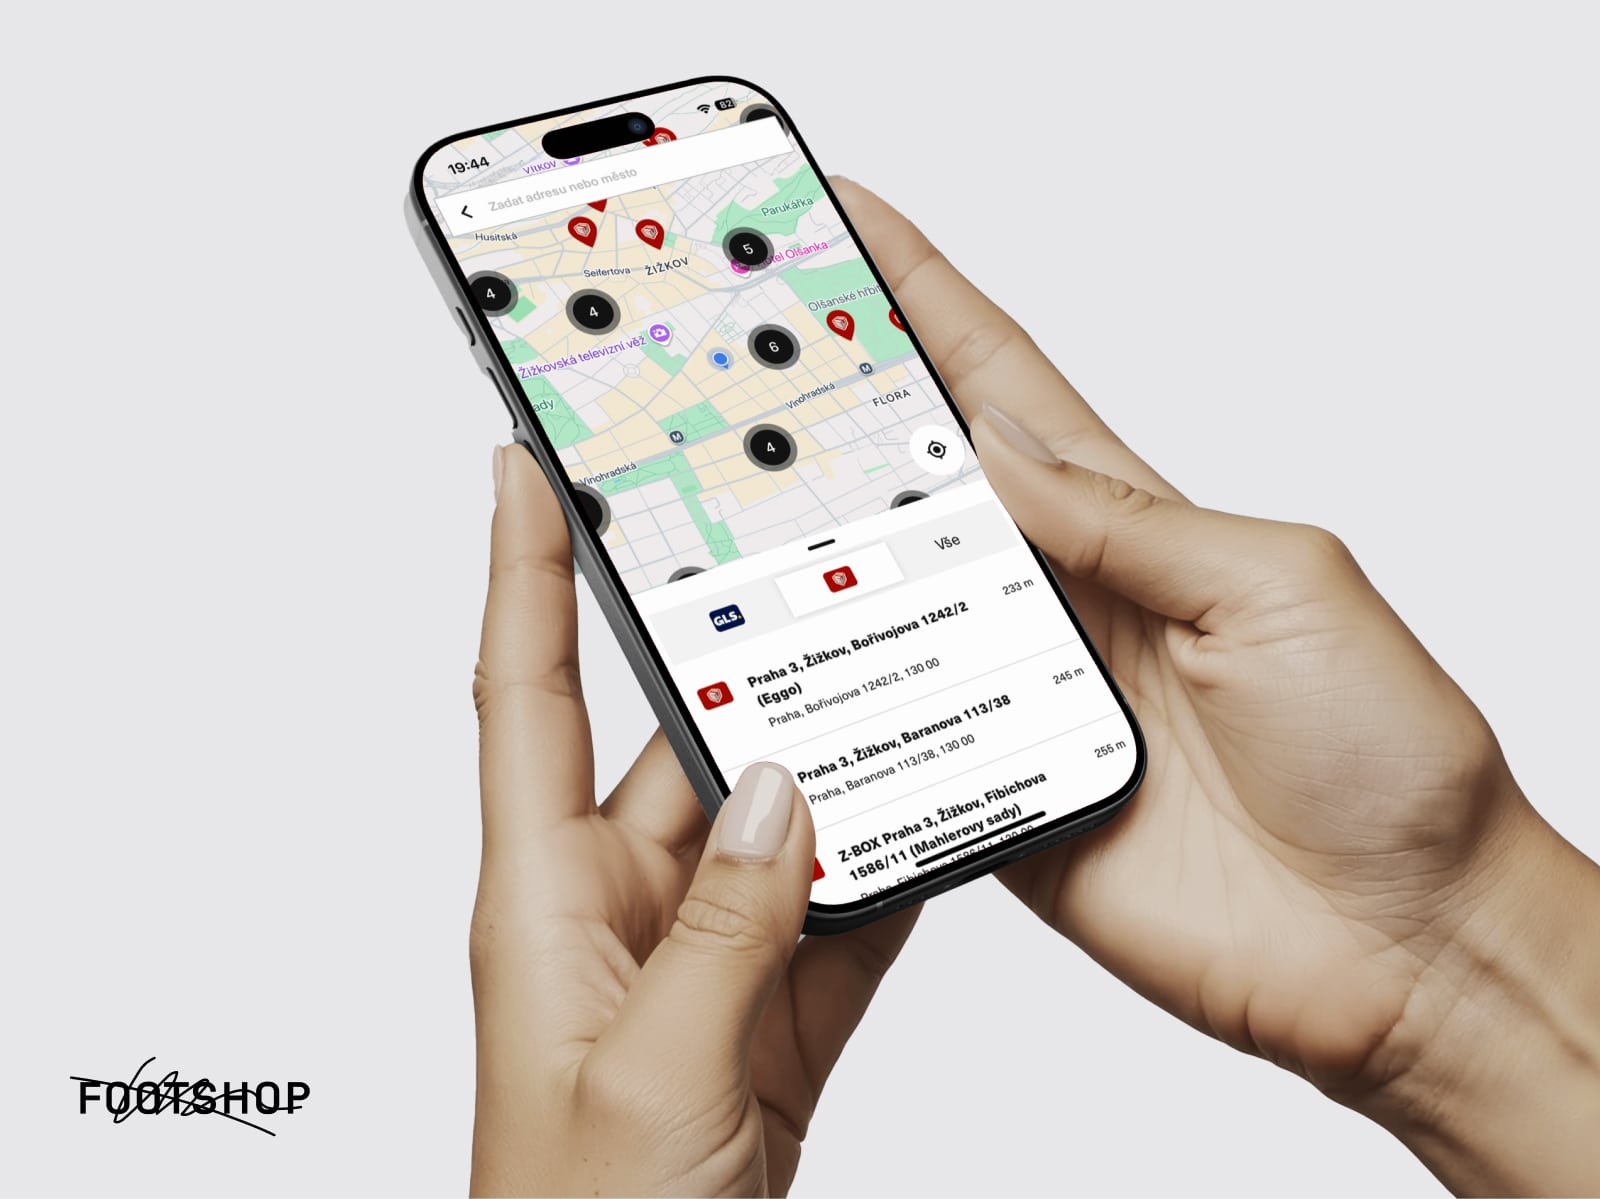 19:44
82
VÍTKOV
Zadat adresu nebo město
Parukářka
Husitská
5
Hotel Olšanka
Seifertova
ŽIŽKOV
4
4
Olšanské hřbit
6
Žižkovská televizní věž
M
Vinohradská
ady
FLORA
M
4
Vinohradská
Vše
GLS.
Praha 3, Žižkov, Bořivojova 1242/2
(Eggo)
233 m
Praha, Bořivojova 1242/2, 130 00
Praha 3, Žižkov, Baranova 113/38
245 m
Praha, Baranova 113/38, 130 00
Z-BOX Praha 3, Žižkov, Fibichova
1586/11 (Mahlerovy sady)
255 m
Praha, Fibichova 1586/11, 130 00
FOOTSHOP